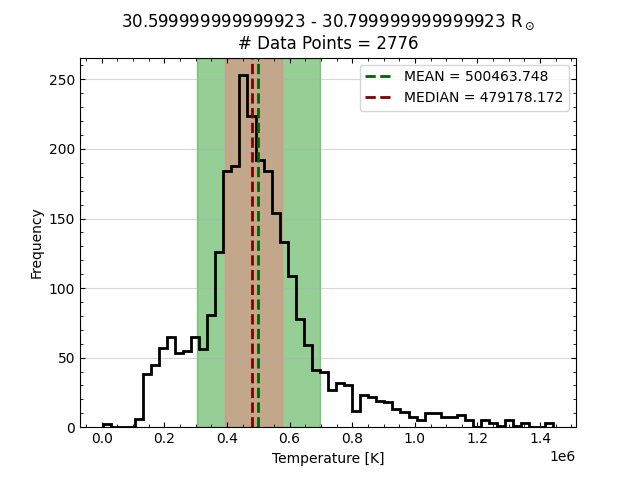 30.599999999999923 - 30.799999999999923 R⊙
# Data Points = 2776
MEAN = 500463.748
MEDIAN = 479178.172
Frequency
250
200
150
100
50
0
0.0 0.2 0.4 0.6 0.8 1.0 1.2 1.4
1e6
Temperature [K]